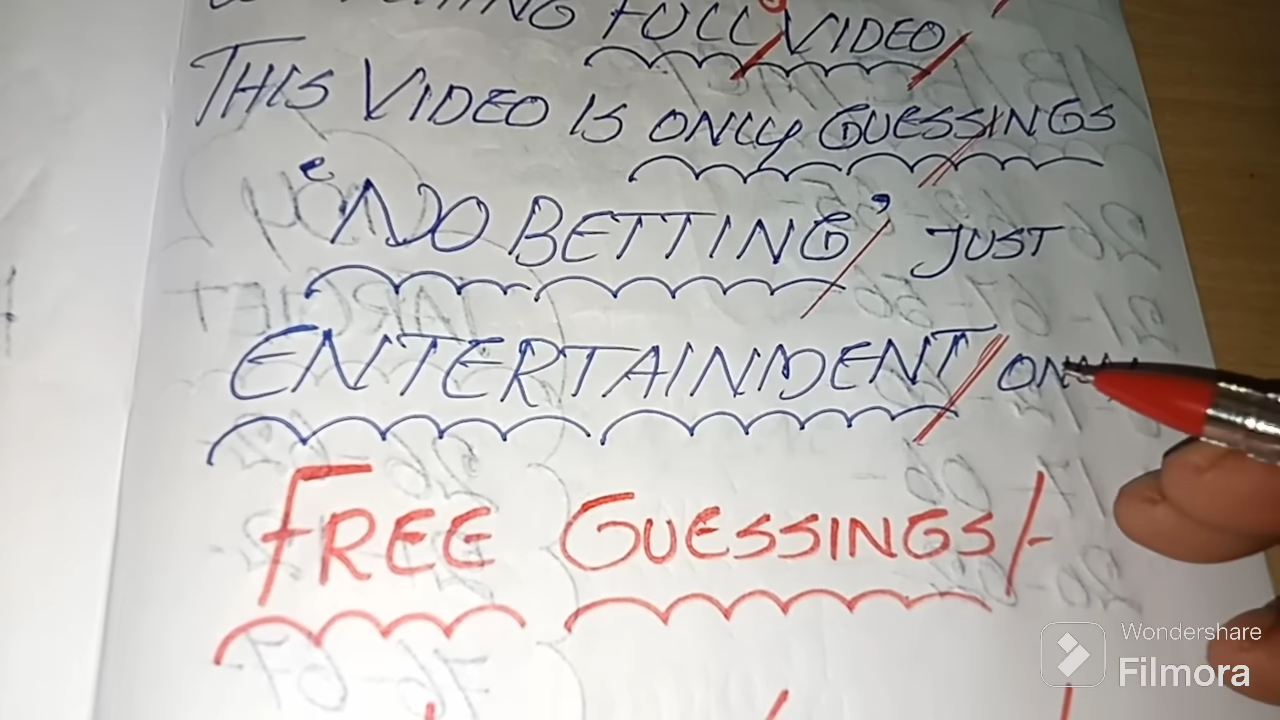 FULL VIDEO
THIS VIDEO IS ONLY GUESSINGS
"NO BETTING" JUST
ENTERTAINMENT/
FREE GUESSINGS/-
Wondershare
Filmora